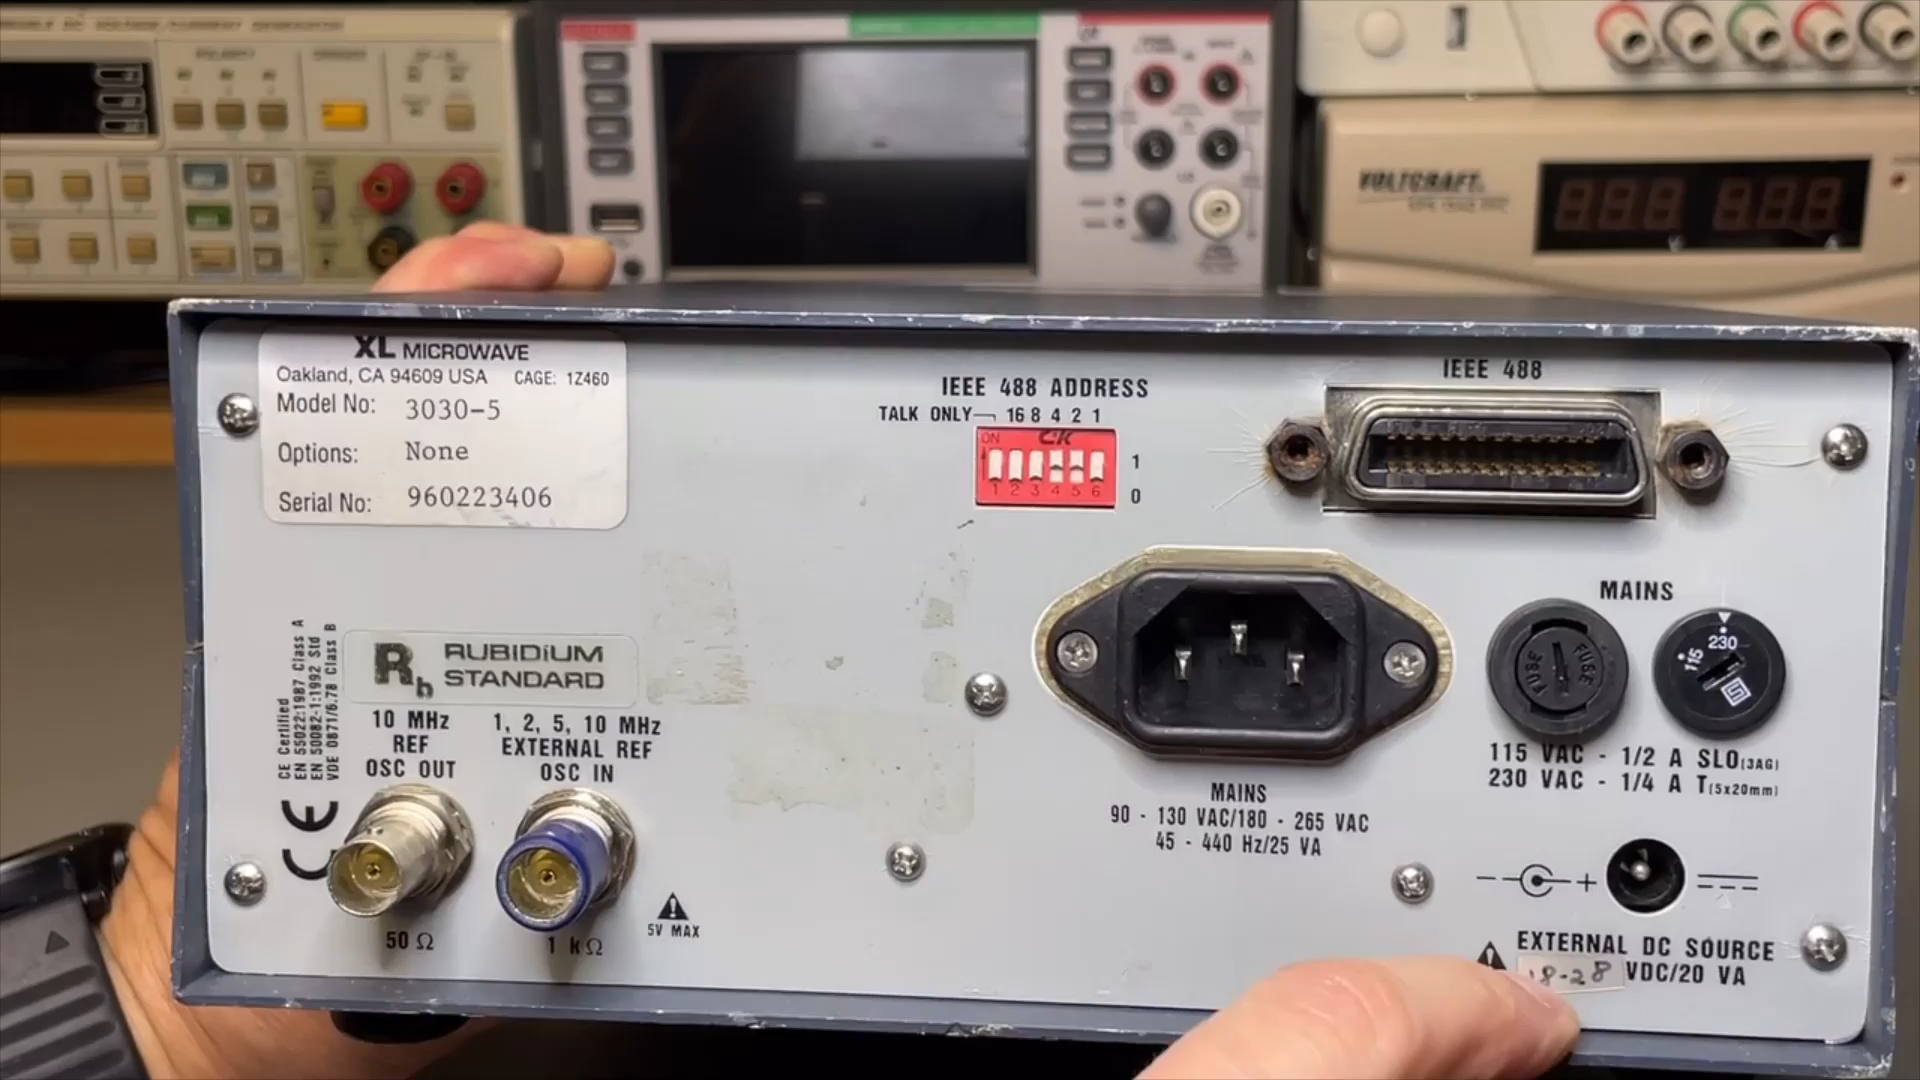 VOLTCRAFT
XL MICROWAVE
Oakland, CA 94609 USA CAGE: 1Z460
Model No: 3030-5
Options: None
Serial No: 960223406
IEEE 488 ADDRESS
TALK ONLY 16 8 4 2 1
ON CK
1 2 3 4 5 6
1
0
IEEE 488
MAINS
FUSE FUSE
115 230
S
115 VAC - 1/2 A SLO(3AG)
230 VAC - 1/4 A T(5x20mm)
MAINS
90 - 130 VAC/180 - 265 VAC
45 - 440 Hz/25 VA
CE Certified
EN 55022:1987 Class A
EN 50082-1:1992 Std
VDE 0871/6.78 Class B
CE
Rb RUBIDIUM
STANDARD
10 MHz
REF
OSC OUT
50 Ω
1, 2, 5, 10 MHz
EXTERNAL REF
OSC IN
1 kΩ
5V MAX
- +
EXTERNAL DC SOURCE
18-28 VDC/20 VA